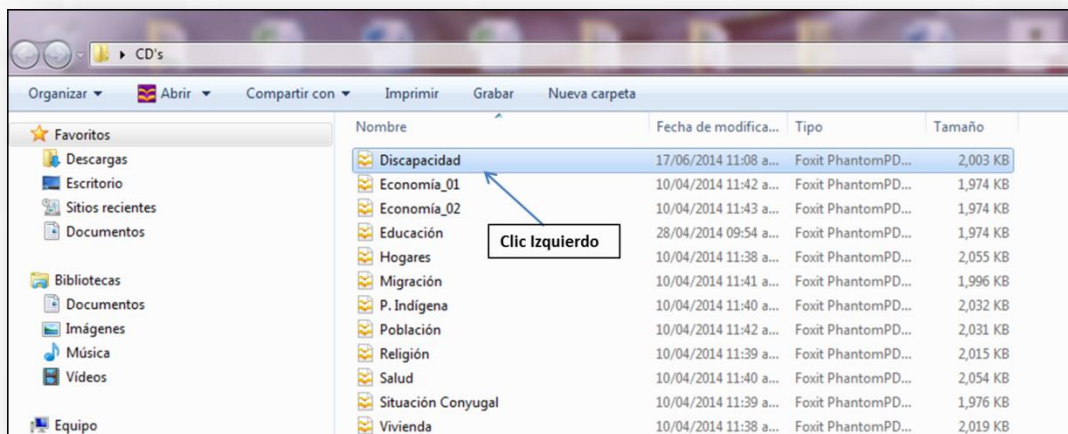 CD's
Organizar Abrir Compartir con Imprimir Grabar Nueva carpeta
Favoritos
Descargas
Escritorio
Sitios recientes
Documentos
Bibliotecas
Documentos
Imágenes
Música
Vídeos
Equipo
Nombre Fecha de modifica... Tipo Tamaño
Discapacidad 17/06/2014 11:08 a... Foxit PhantomPD... 2,003 KB
Economía_01 10/04/2014 11:42 a... Foxit PhantomPD... 1,974 KB
Economía_02 10/04/2014 11:43 a... Foxit PhantomPD... 1,974 KB
Educación 28/04/2014 09:54 a... Foxit PhantomPD... 1,974 KB
Clic Izquierdo
Hogares 10/04/2014 11:38 a... Foxit PhantomPD... 2,055 KB
Migración 10/04/2014 11:41 a... Foxit PhantomPD... 1,996 KB
P. Indígena 10/04/2014 11:40 a... Foxit PhantomPD... 2,032 KB
Población 10/04/2014 11:42 a... Foxit PhantomPD... 2,031 KB
Religión 10/04/2014 11:39 a... Foxit PhantomPD... 2,015 KB
Salud 10/04/2014 11:40 a... Foxit PhantomPD... 2,054 KB
Situación Conyugal 10/04/2014 11:39 a... Foxit PhantomPD... 1,976 KB
Vivienda 10/04/2014 11:38 a... Foxit PhantomPD... 2,019 KB